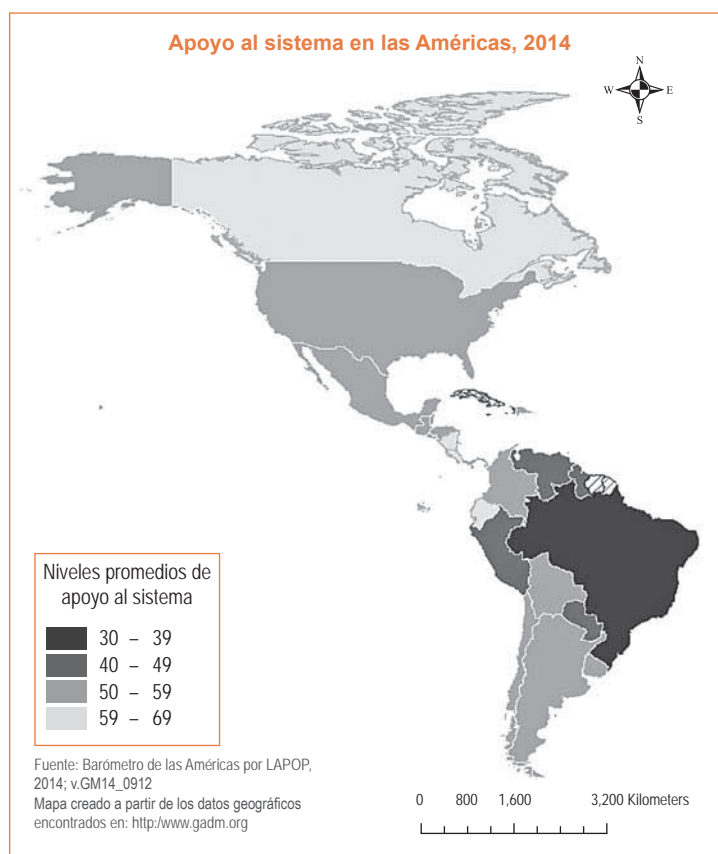 Apoyo al sistema en las Américas, 2014
N
W E
S
Niveles promedios de
apoyo al sistema
30 – 39
40 – 49
50 – 59
59 – 69
Fuente: Barómetro de las Américas por LAPOP,
2014; v.GM14_0912
Mapa creado a partir de los datos geográficos
encontrados en: http:/www.gadm.org
0 800 1,600 3,200 Kilometers